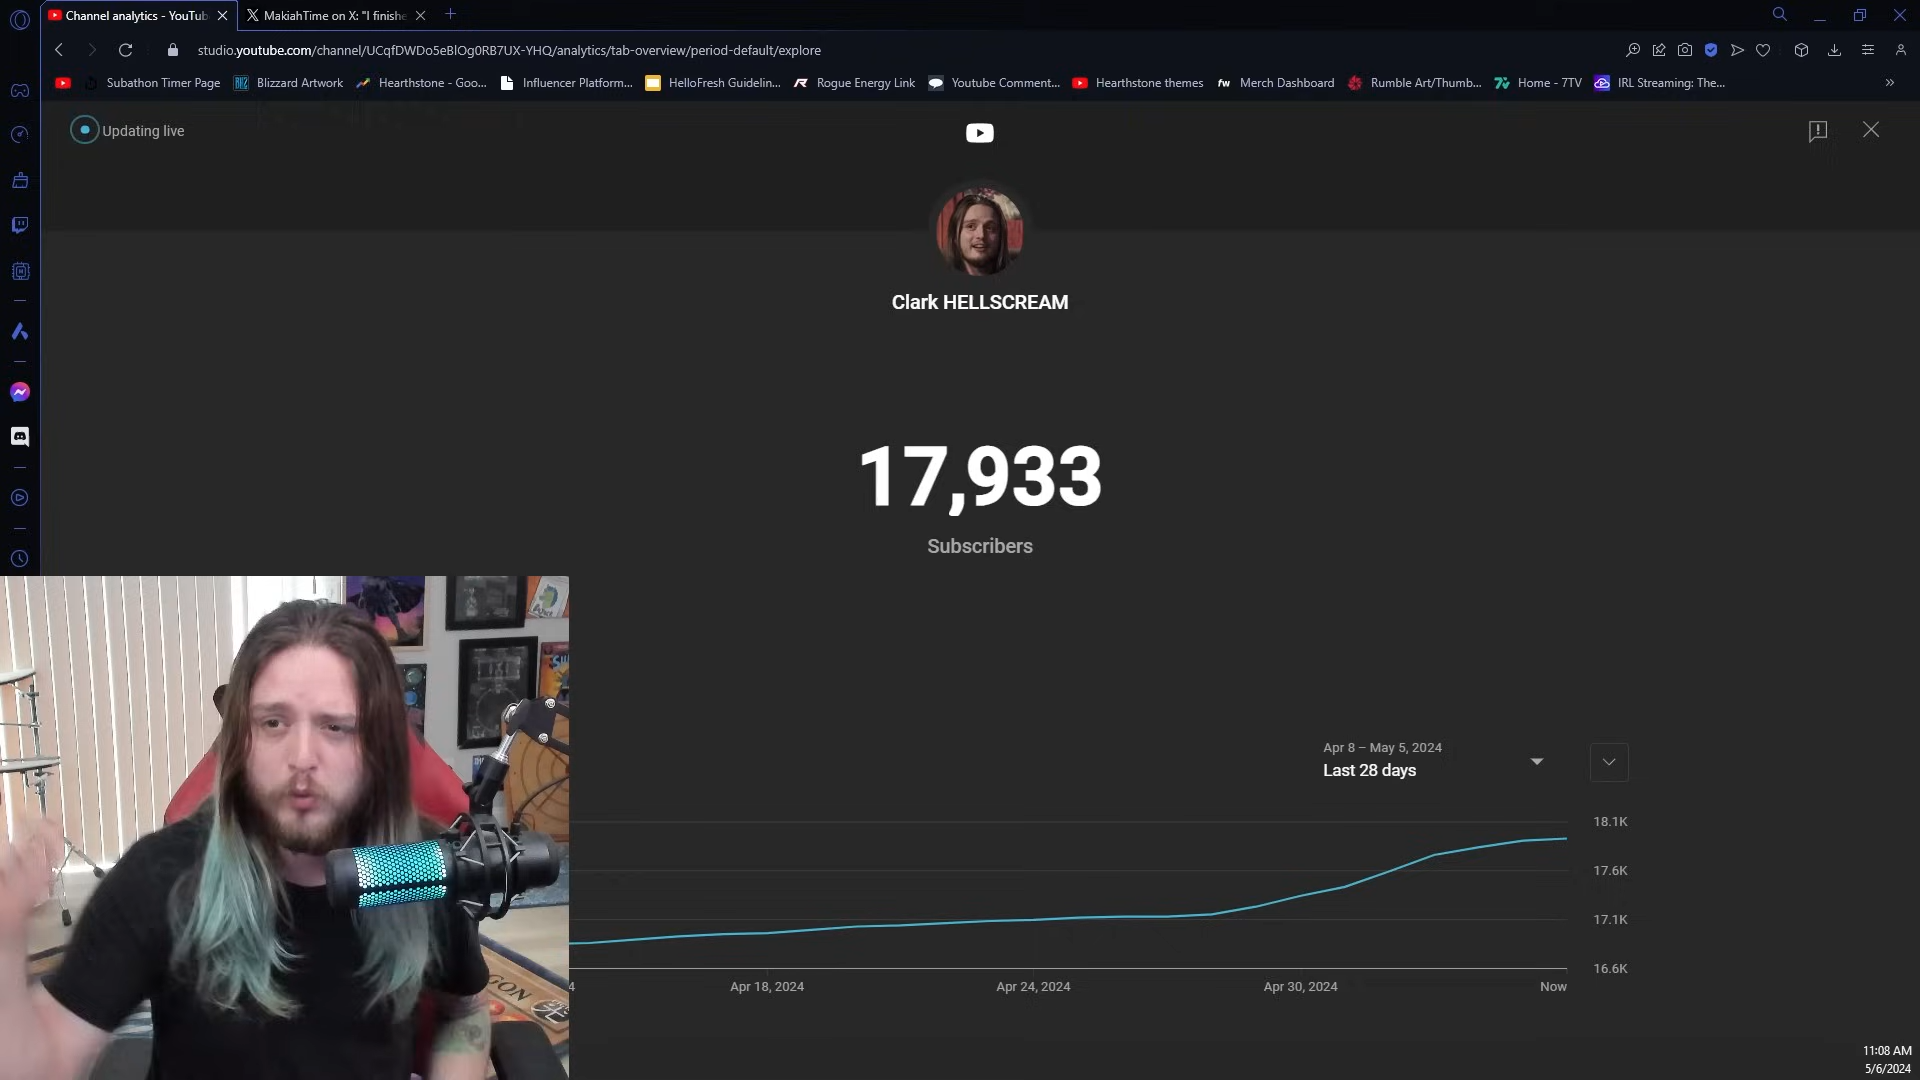 Channel analytics - YouTub
MakiahTime on X: "I finishe
studio.youtube.com/channel/UCqfDWDo5eBlOg0RB7UX-YHQ/analytics/tab-overview/period-default/explore
Subathon Timer Page
Blizzard Artwork
Hearthstone - Goo...
Influencer Platform...
HelloFresh Guidelin...
Rogue Energy Link
Youtube Comment...
Hearthstone themes
fw Merch Dashboard
Rumble Art/Thumb...
Home - 7TV
IRL Streaming: The...
Updating live
Clark HELLSCREAM
17,933
Subscribers
Apr 8 – May 5, 2024
Last 28 days
18.1K
17.6K
17.1K
16.6K
4
Apr 18, 2024
Apr 24, 2024
Apr 30, 2024
Now
11:08 AM
5/6/2024